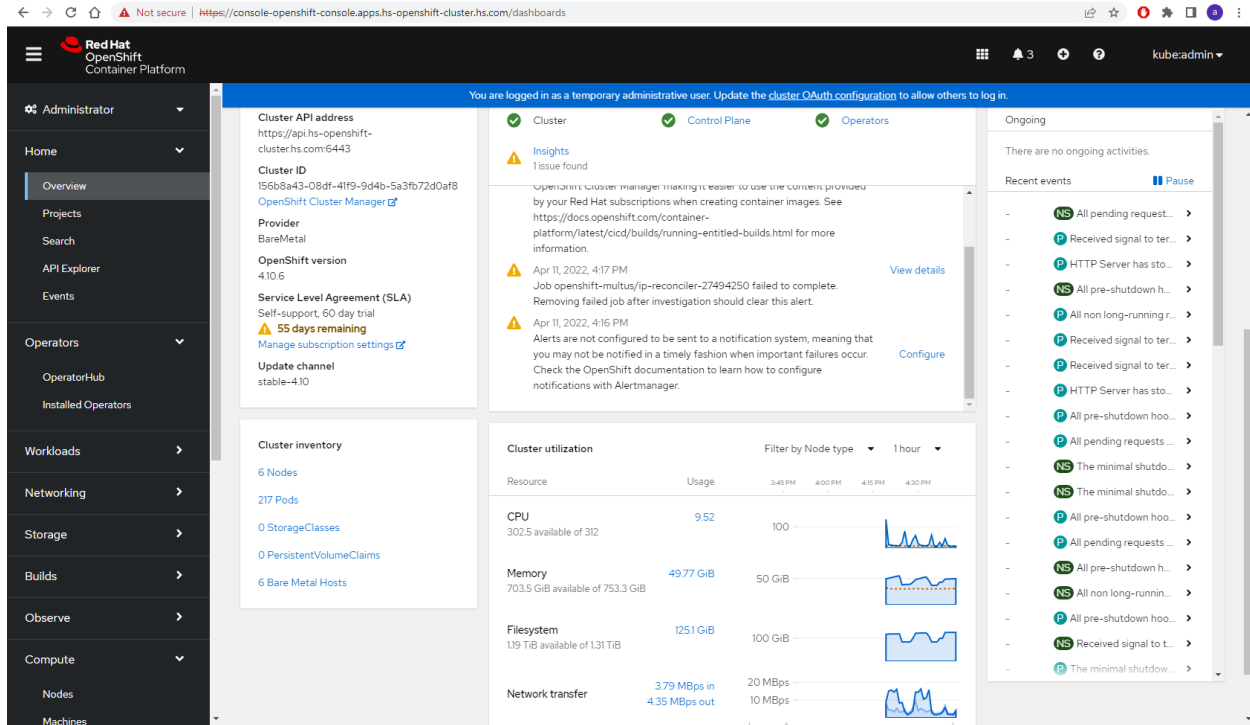 Not secure | https://console-openshift-console.apps.hs-openshift-cluster.hs.com/dashboards
a
Red Hat
OpenShift
Container Platform
3
kube:admin
You are logged in as a temporary administrative user. Update the cluster OAuth configuration to allow others to log in.
Administrator
Home
Overview
Projects
Search
API Explorer
Events
Operators
OperatorHub
Installed Operators
Workloads
Networking
Storage
Builds
Observe
Compute
Nodes
Machines
Cluster API address
https://api.hs-openshift-
cluster.hs.com:6443
Cluster ID
156b8a43-08df-41f9-9d4b-5a3fb72d0af8
OpenShift Cluster Manager
Provider
BareMetal
OpenShift version
4.10.6
Service Level Agreement (SLA)
Self-support, 60 day trial
55 days remaining
Manage subscription settings
Update channel
stable-4.10
Cluster inventory
6 Nodes
217 Pods
0 StorageClasses
0 PersistentVolumeClaims
6 Bare Metal Hosts
Cluster
Control Plane
Operators
Insights
1 issue found
OpenShift Cluster Manager making it easier to use the content provided
by your Red Hat subscriptions when creating container images. See
https://docs.openshift.com/container-
platform/latest/cicd/builds/running-entitled-builds.html for more
information.
Apr 11, 2022, 4:17 PM
View details
Job openshift-multus/ip-reconciler-27494250 failed to complete.
Removing failed job after investigation should clear this alert.
Apr 11, 2022, 4:16 PM
Alerts are not configured to be sent to a notification system, meaning that
you may not be notified in a timely fashion when important failures occur.
Configure
Check the OpenShift documentation to learn how to configure
notifications with Alertmanager.
Cluster utilization
Filter by Node type
1 hour
Resource
Usage
3:45 PM 4:00 PM 4:15 PM 4:30 PM
CPU
9.52
302.5 available of 312
100
Memory
49.77 GiB
703.5 GiB available of 753.3 GiB
50 GiB
Filesystem
125.1 GiB
1.19 TiB available of 1.31 TiB
100 GiB
Network transfer
3.79 MBps in
4.35 MBps out
20 MBps
10 MBps
Ongoing
There are no ongoing activities.
Recent events
Pause
- NS All pending request...
- P Received signal to ter...
- P HTTP Server has sto...
- NS All pre-shutdown h...
- P All non long-running r...
- P Received signal to ter...
- P Received signal to ter...
- P HTTP Server has sto...
- P All pre-shutdown hoo...
- P All pending requests ...
- NS The minimal shutdo...
- NS The minimal shutdo...
- P All pre-shutdown hoo...
- P All pending requests ...
- NS All pre-shutdown h...
- NS All non long-runnin...
- P All pre-shutdown hoo...
- NS Received signal to t...
- P The minimal shutdow...